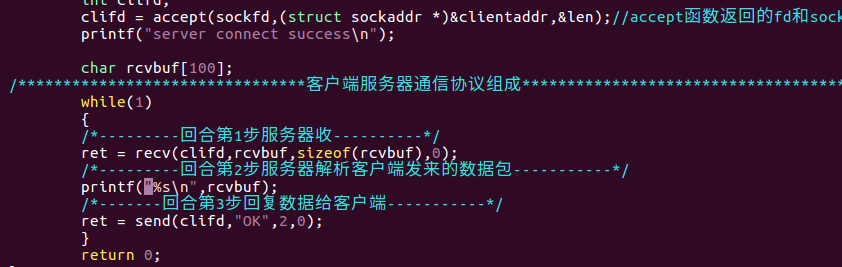 int clifd;
clifd = accept(sockfd,(struct sockaddr *)&clientaddr,&len);//accept函数返回的fd和sock
printf("server connect success\n");
char rcvbuf[100];
/********************************客户端服务器通信协议组成************************************
while(1)
{
/*---------回合第1步服务器收----------*/
ret = recv(clifd,rcvbuf,sizeof(rcvbuf),0);
/*---------回合第2步服务器解析客户端发来的数据包-----------*/
printf("%s\n",rcvbuf);
/*-------回合第3步回复数据给客户端-----------*/
ret = send(clifd,"OK",2,0);
}
return 0;